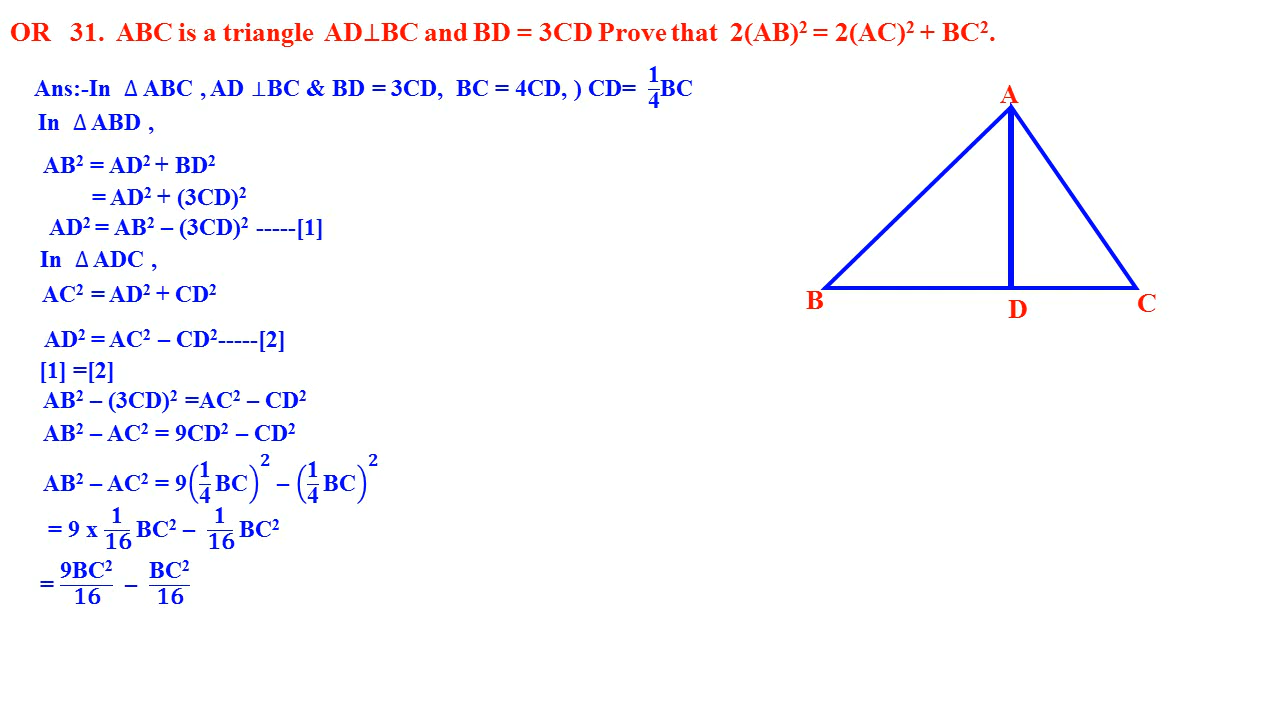 OR 31. ABC is a triangle AD⊥BC and BD = 3CD Prove that 2(AB)² = 2(AC)² + BC².
Ans:-In Δ ABC , AD ⊥BC & BD = 3CD, BC = 4CD, ) CD= 1/4 BC
In Δ ABD ,
AB² = AD² + BD²
= AD² + (3CD)²
AD² = AB² – (3CD)² -----[1]
In Δ ADC ,
AC² = AD² + CD²
AD² = AC² – CD²-----[2]
[1] =[2]
AB² – (3CD)² =AC² – CD²
AB² – AC² = 9CD² – CD²
AB² – AC² = 9(1/4 BC)² – (1/4 BC)²
= 9 x 1/16 BC² – 1/16 BC²
= 9BC²/16 – BC²/16
A
B
D
C